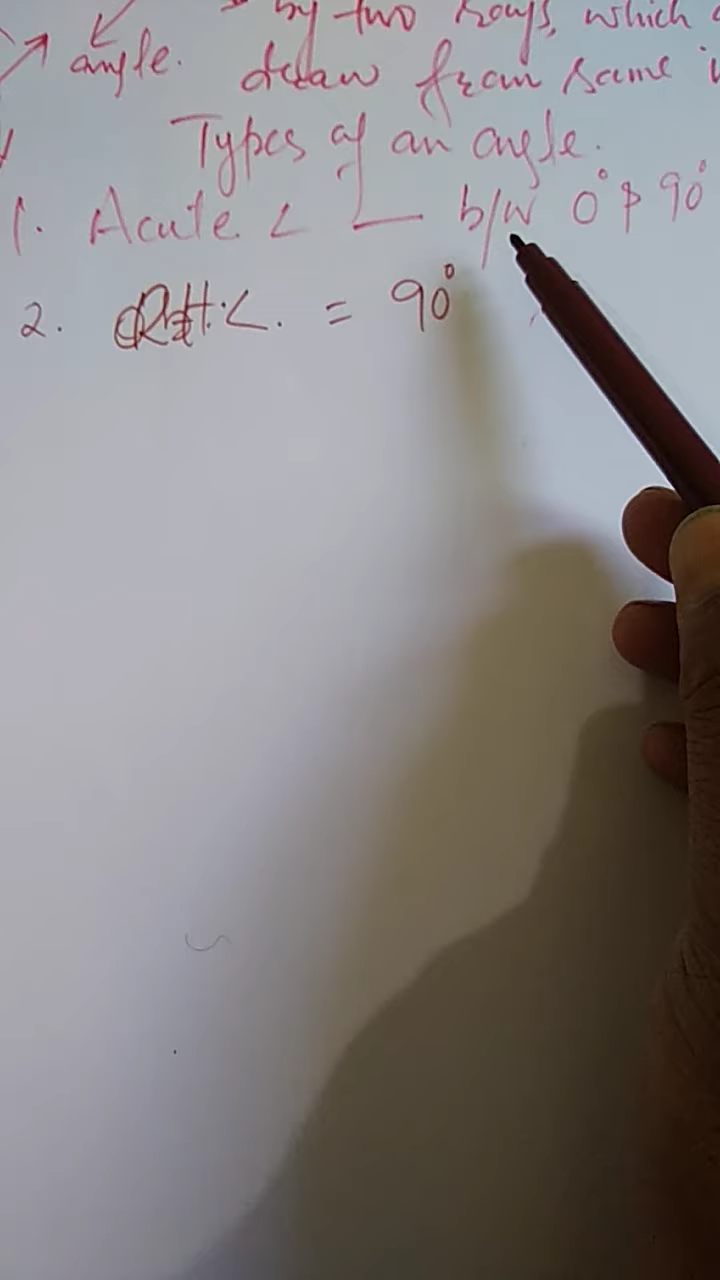 by two rays, which
angle. draw from same
Types of an angle.
1. Acute < b/w 0° & 90°
2. Rt. <. = 90°